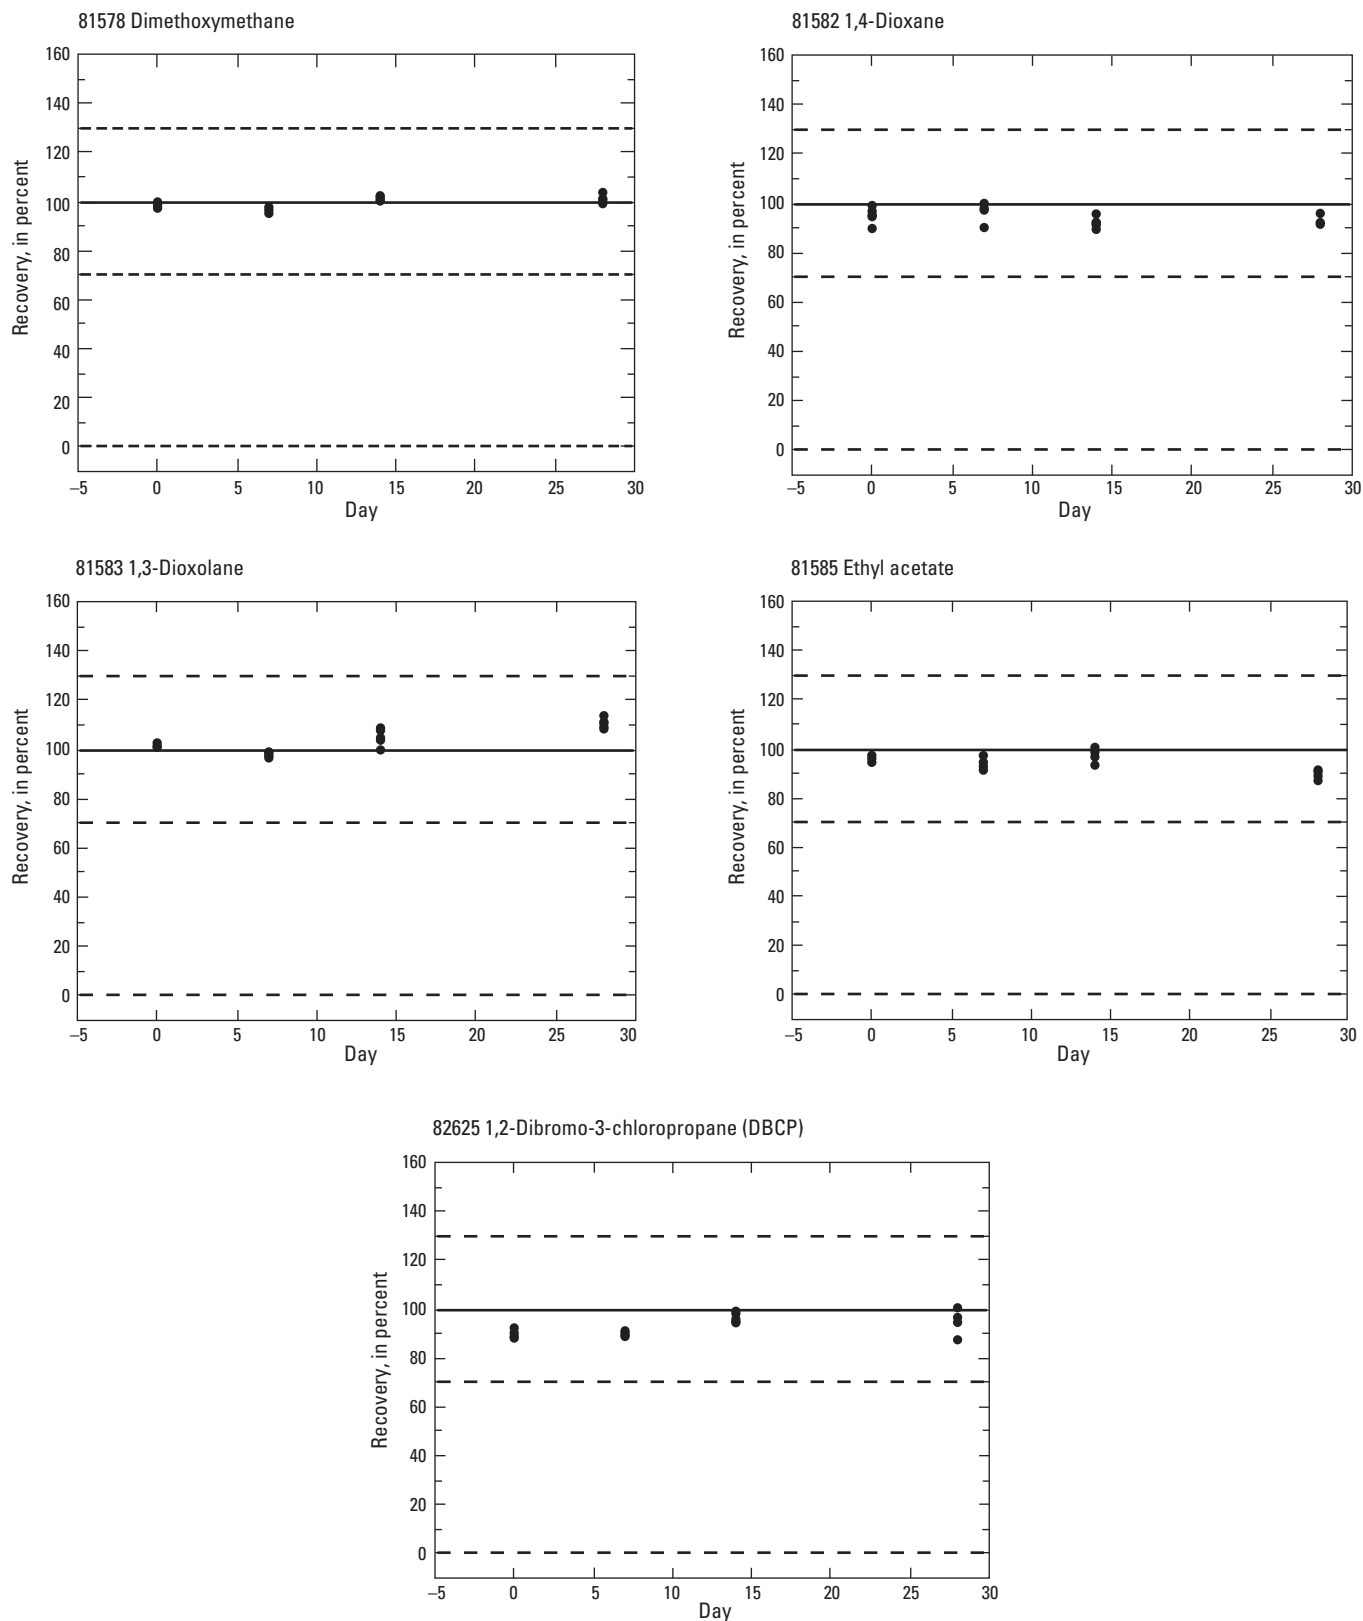 81578 Dimethoxymethane
160
140
120
100
80
60
40
20
0
Recovery, in percent
–5 0 5 10 15 20 25 30
Day
81582 1,4-Dioxane
160
140
120
100
80
60
40
20
0
Recovery, in percent
–5 0 5 10 15 20 25 30
Day
81583 1,3-Dioxolane
160
140
120
100
80
60
40
20
0
Recovery, in percent
–5 0 5 10 15 20 25 30
Day
81585 Ethyl acetate
160
140
120
100
80
60
40
20
0
Recovery, in percent
–5 0 5 10 15 20 25 30
Day
82625 1,2-Dibromo-3-chloropropane (DBCP)
160
140
120
100
80
60
40
20
0
Recovery, in percent
–5 0 5 10 15 20 25 30
Day